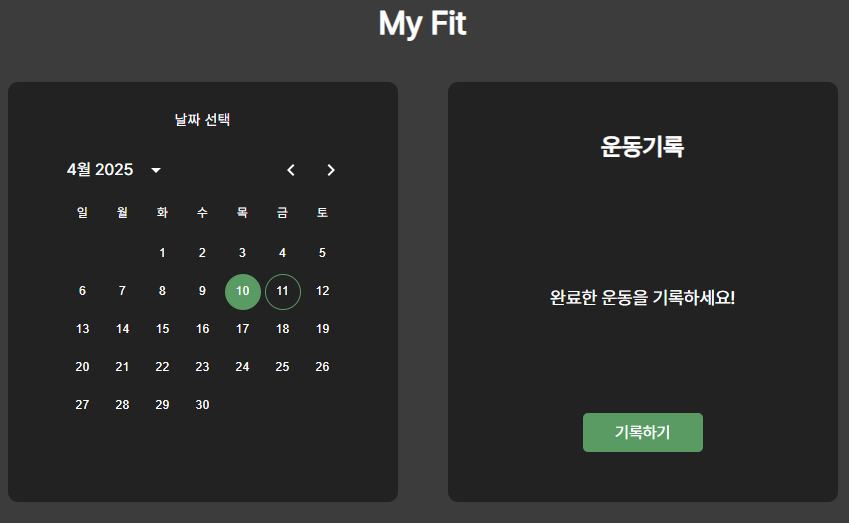 My Fit
날짜 선택
4월 2025
일 월 화 수 목 금 토
1 2 3 4 5
6 7 8 9 10 11 12
13 14 15 16 17 18 19
20 21 22 23 24 25 26
27 28 29 30
운동기록
완료한 운동을 기록하세요!
기록하기